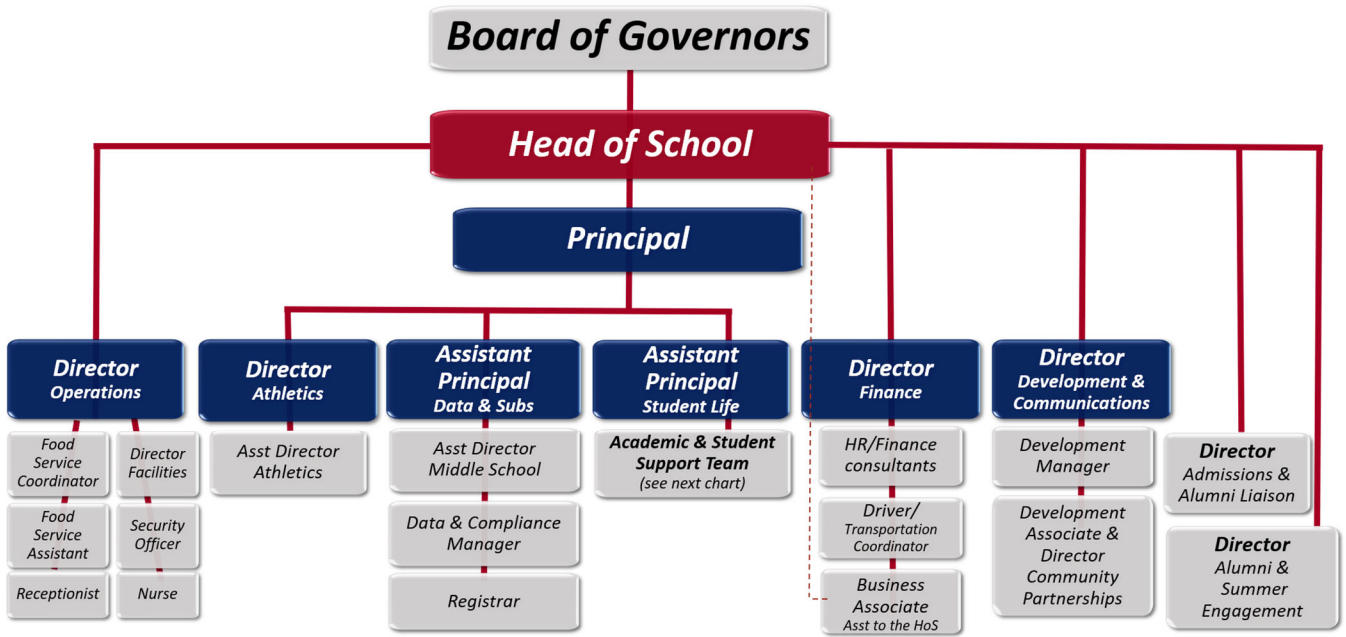 Board of Governors
Head of School
Principal
Director
Operations
Director
Athletics
Assistant
Principal
Data & Subs
Assistant
Principal
Student Life
Director
Finance
Director
Development &
Communications
Food
Service
Coordinator
Director
Facilities
Food
Service
Assistant
Security
Officer
Receptionist
Nurse
Asst Director
Athletics
Asst Director
Middle School
Data & Compliance
Manager
Registrar
Academic & Student
Support Team
(see next chart)
HR/Finance
consultants
Driver/
Transportation
Coordinator
Business
Associate
Asst to the HoS
Development
Manager
Development
Associate &
Director
Community
Partnerships
Director
Admissions &
Alumni Liaison
Director
Alumni &
Summer
Engagement